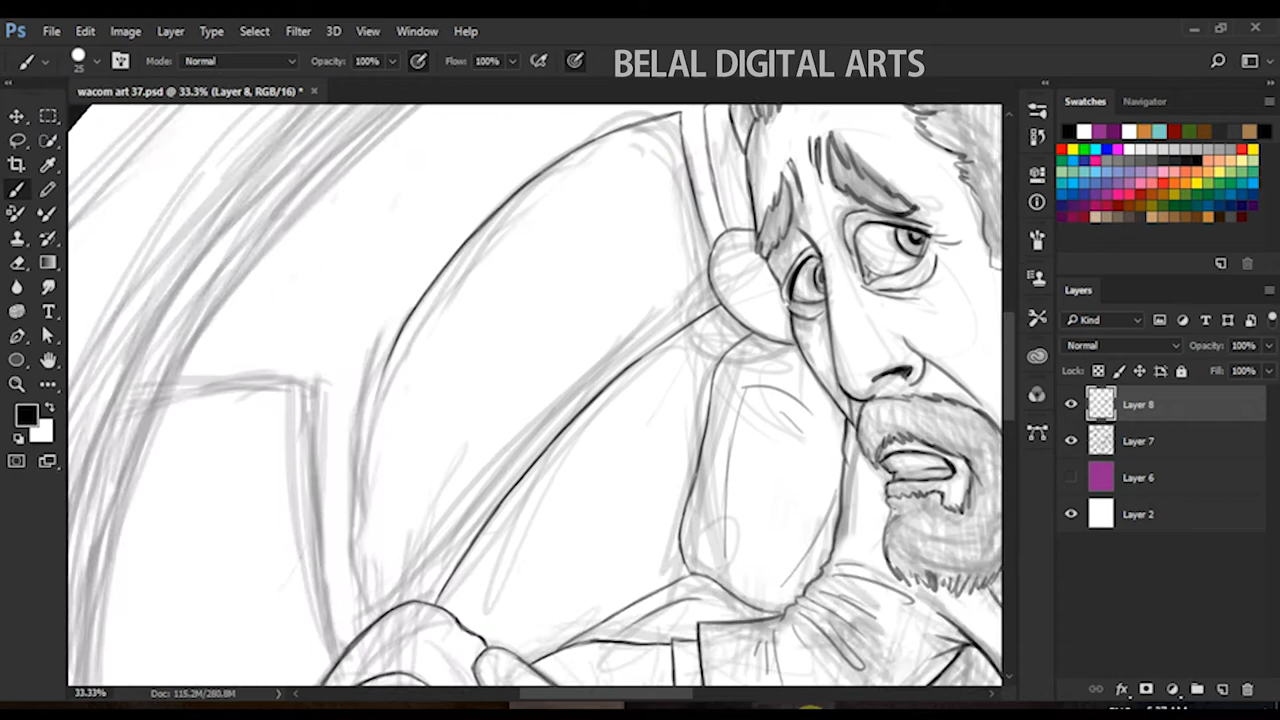 Ps File Edit Image Layer Type Select Filter 3D View Window Help
25 Mode: Normal Opacity: 100% Flow: 100% BELAL DIGITAL ARTS
wacom art 37.psd @ 33.3% (Layer 8, RGB/16) *
Swatches Navigator
Layers
Kind
Normal Opacity: 100%
Lock: Fill: 100%
Layer 8
Layer 7
Layer 6
Layer 2
33.33% Doc: 115.2M/280.8M